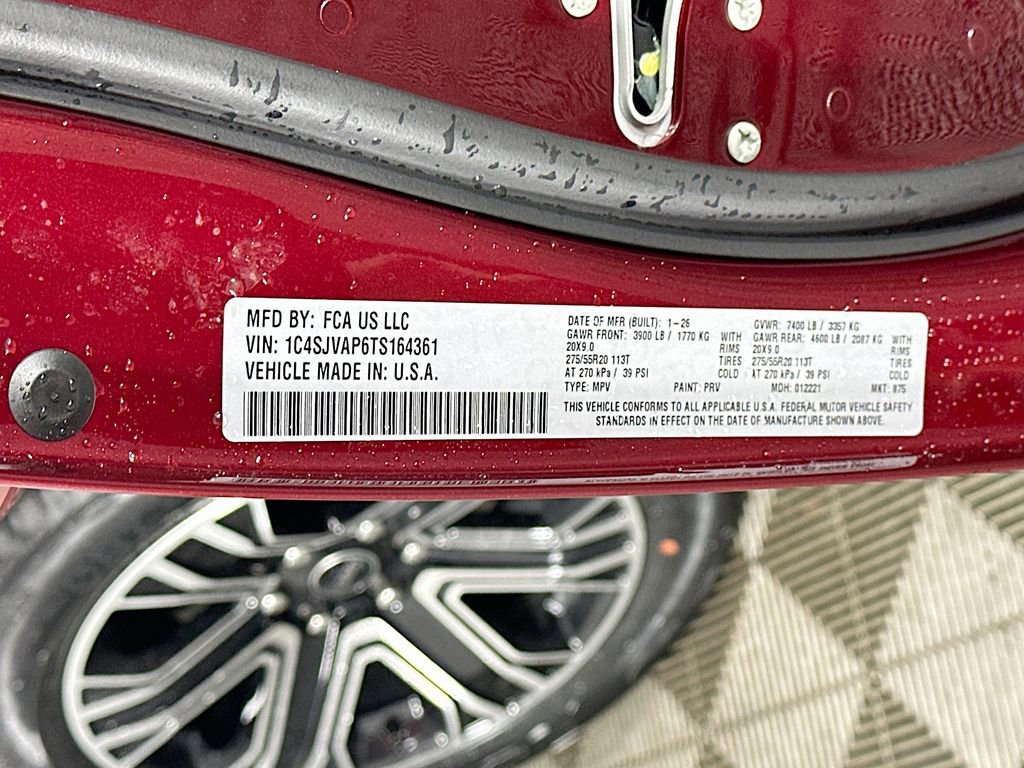 MFD BY: FCA US LLC
VIN: 1C4SJVAP6TS164361
VEHICLE MADE IN: U.S.A.
DATE OF MFR (BUILT): 1-26 GVWR: 7400 LB / 3357 KG
GAWR FRONT: 3900 LB / 1770 KG WITH GAWR REAR: 4600 LB / 2087 KG WITH
20X9.0 RIMS 20X9.0 RIMS
275/55R20 113T TIRES 275/55R20 113T TIRES
AT 270 kPa / 39 PSI COLD AT 270 kPa / 39 PSI COLD
TYPE: MPV PAINT: PRV MDH: 012221 MKT: 875
THIS VEHICLE CONFORMS TO ALL APPLICABLE U.S.A. FEDERAL MOTOR VEHICLE SAFETY
STANDARDS IN EFFECT ON THE DATE OF MANUFACTURE SHOWN ABOVE.